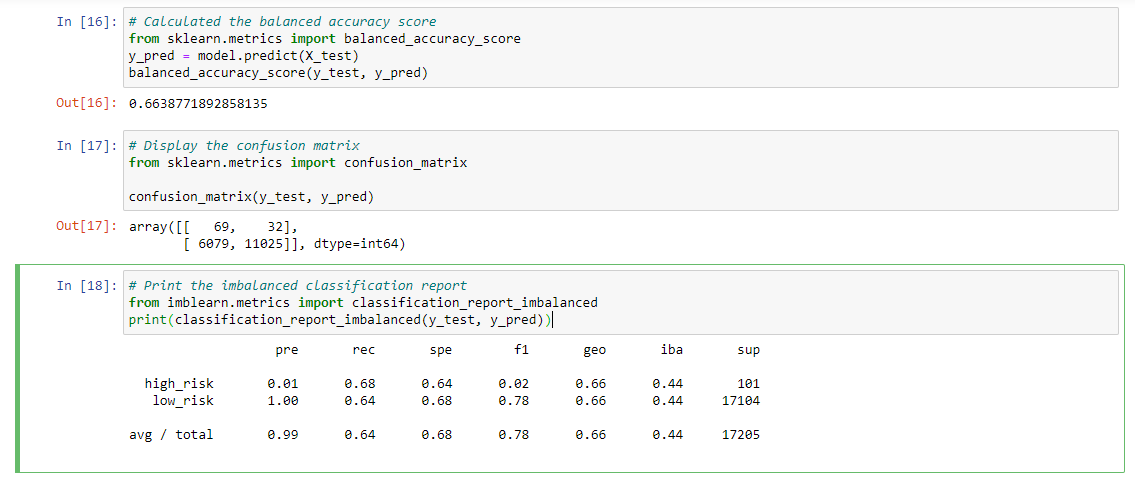 In [16]: # Calculated the balanced accuracy score
from sklearn.metrics import balanced_accuracy_score
y_pred = model.predict(X_test)
balanced_accuracy_score(y_test, y_pred)
Out[16]: 0.6638771892858135
In [17]: # Display the confusion matrix
from sklearn.metrics import confusion_matrix
confusion_matrix(y_test, y_pred)
Out[17]: array([[   69,    32],
       [ 6079, 11025]], dtype=int64)
In [18]: # Print the imbalanced classification report
from imblearn.metrics import classification_report_imbalanced
print(classification_report_imbalanced(y_test, y_pred))
pre rec spe f1 geo iba sup
high_risk 0.01 0.68 0.64 0.02 0.66 0.44 101
low_risk 1.00 0.64 0.68 0.78 0.66 0.44 17104
avg / total 0.99 0.64 0.68 0.78 0.66 0.44 17205